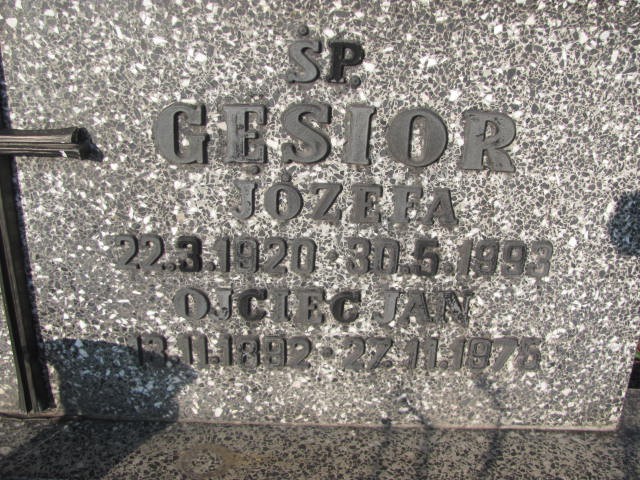 ŚP.
GĘSIOR
JÓZEFA
22.3.1920 · 30.5.1993
OJCIEC JAN
13.11.1892 · 27.11.1975